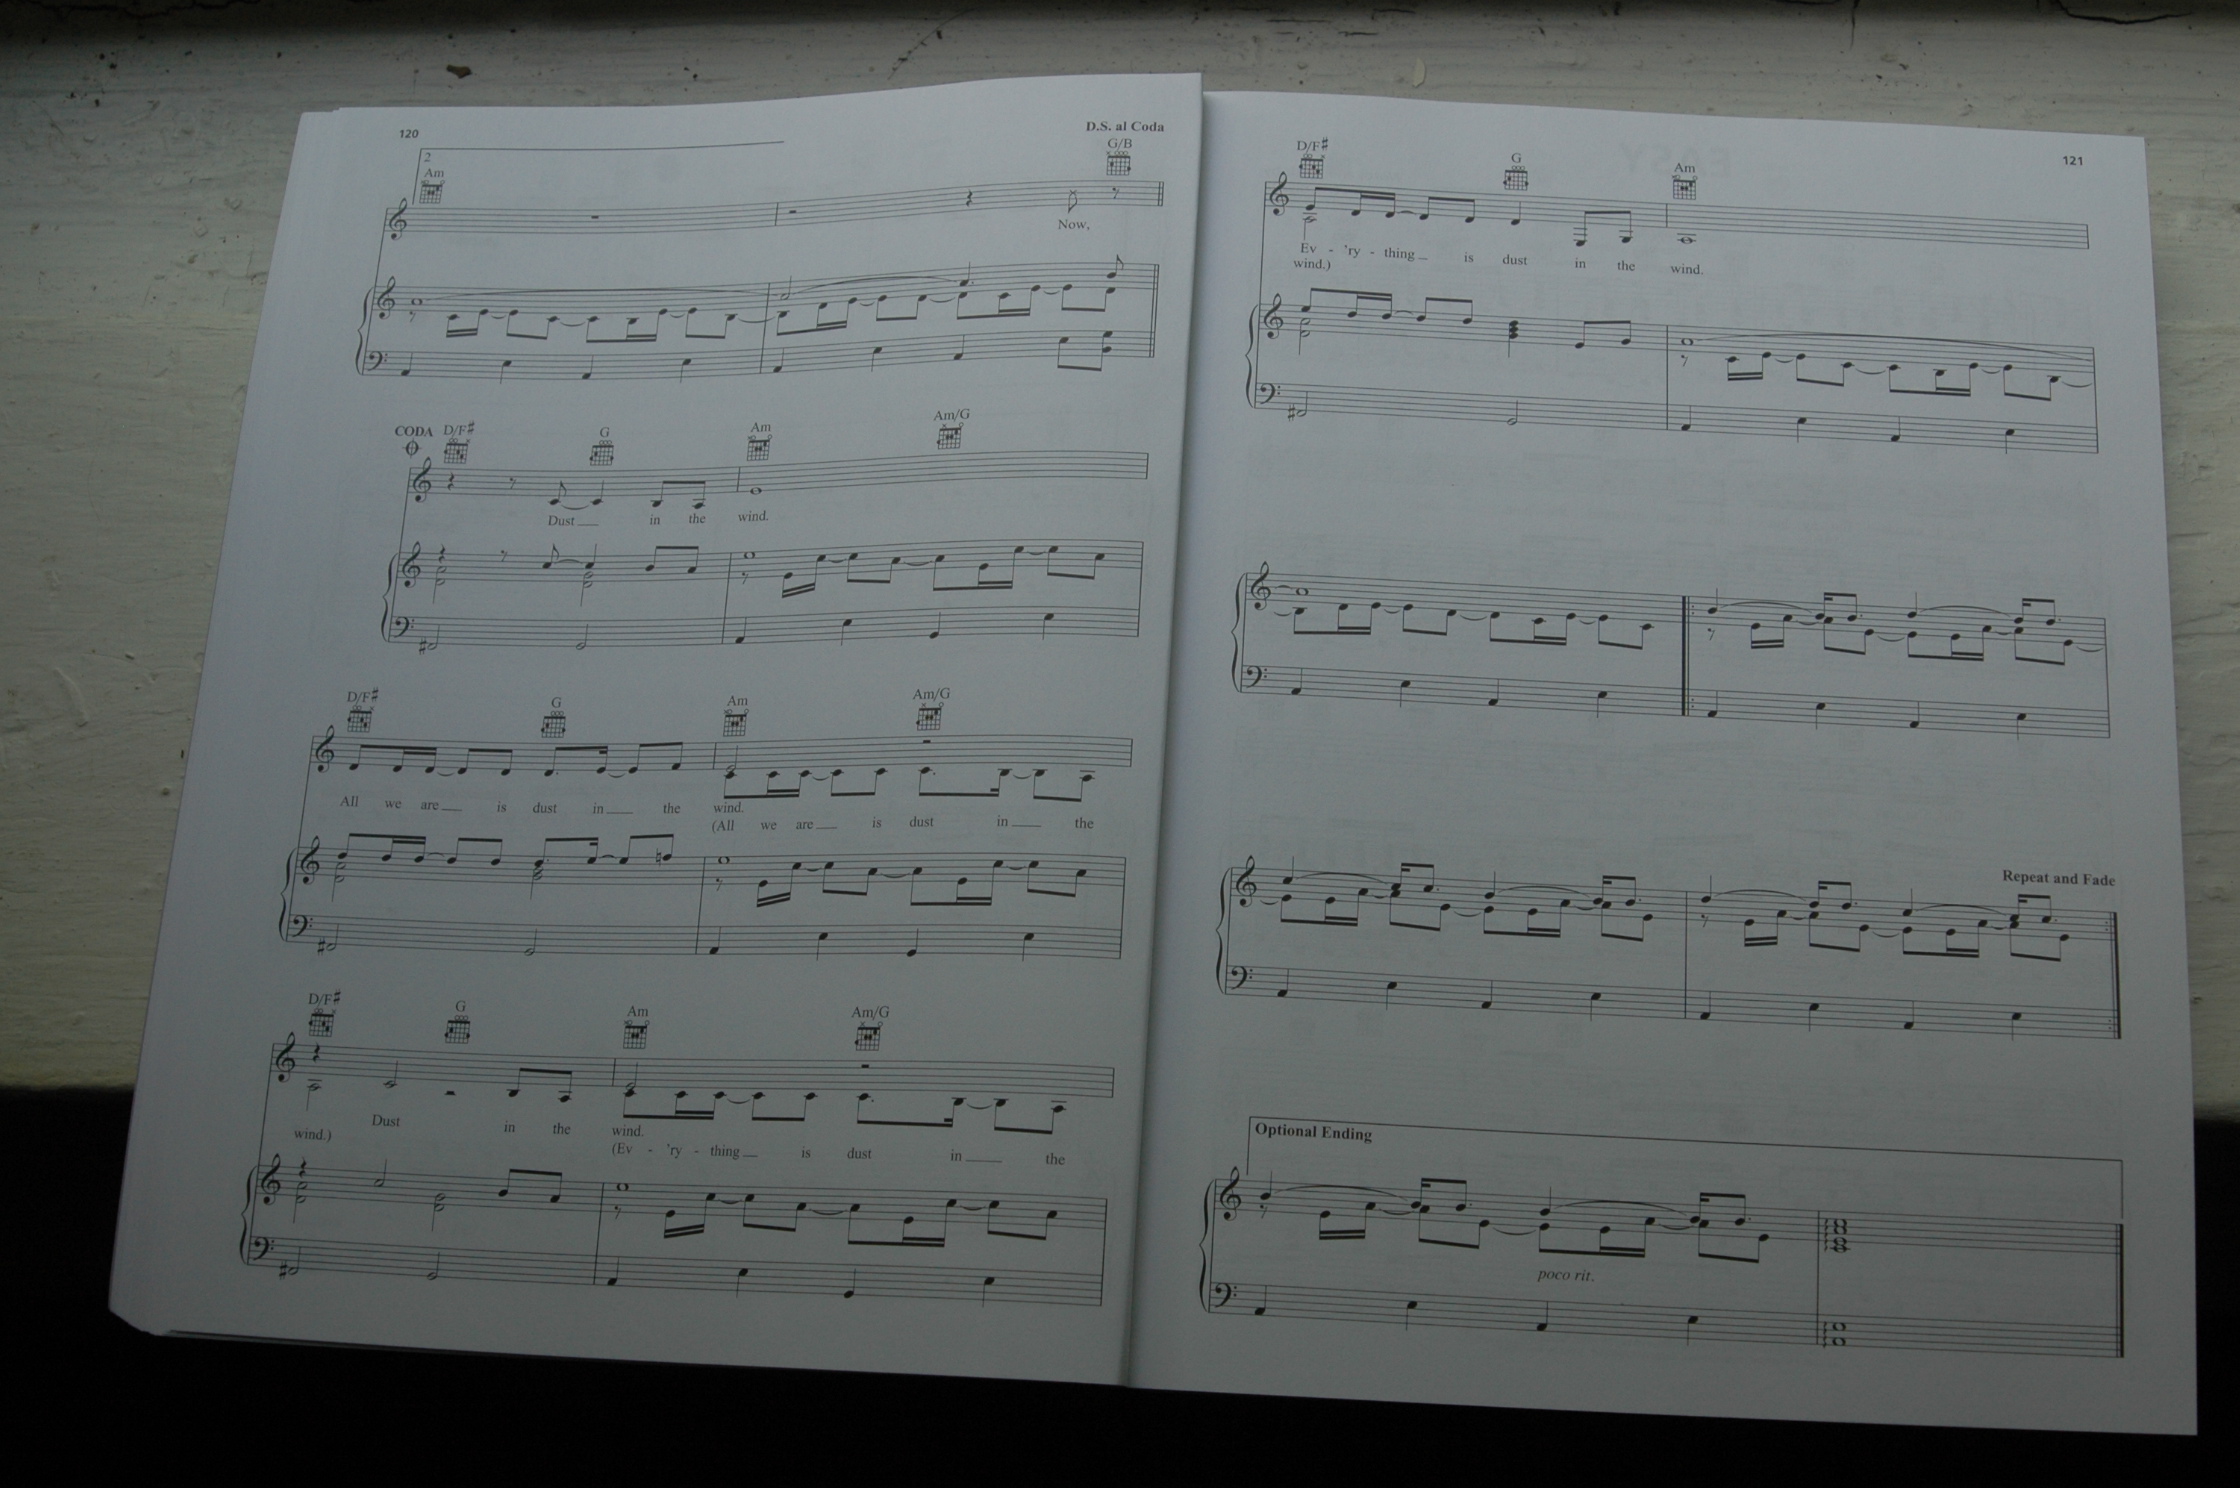 120
D.S. al Coda
2
Am G/B
Now,
CODA D/F♯ G Am Am/G
Dust in the wind.
D/F♯ G Am Am/G
All we are is dust in the wind.
(All we are is dust in the
D/F♯ G Am Am/G
Dust in the wind.
wind.) (Ev - 'ry - thing is dust in the
121
D/F♯ G Am
Ev - 'ry - thing is dust in the wind.
wind.)
Repeat and Fade
Optional Ending
poco rit.